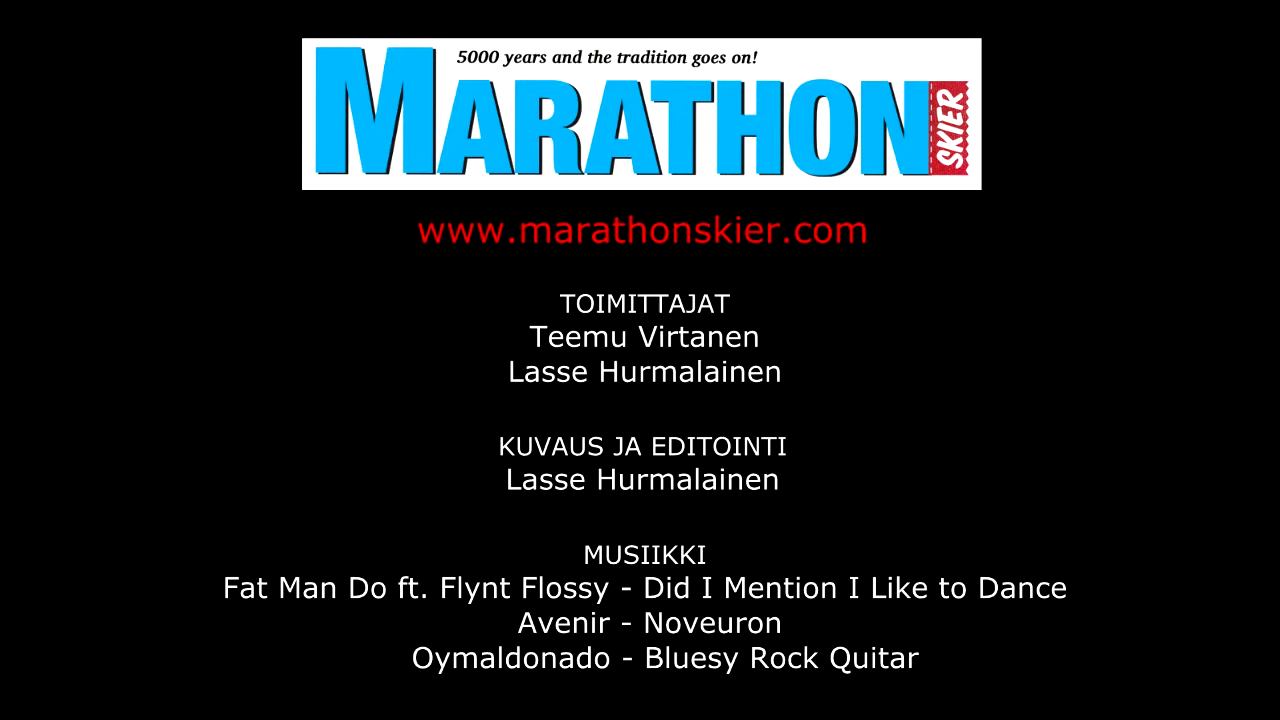 5000 years and the tradition goes on!
MARATHON SKIER
www.marathonskier.com
TOIMITTAJAT
Teemu Virtanen
Lasse Hurmalainen
KUVAUS JA EDITOINTI
Lasse Hurmalainen
MUSIIKKI
Fat Man Do ft. Flynt Flossy - Did I Mention I Like to Dance
Avenir - Noveuron
Oymaldonado - Bluesy Rock Quitar